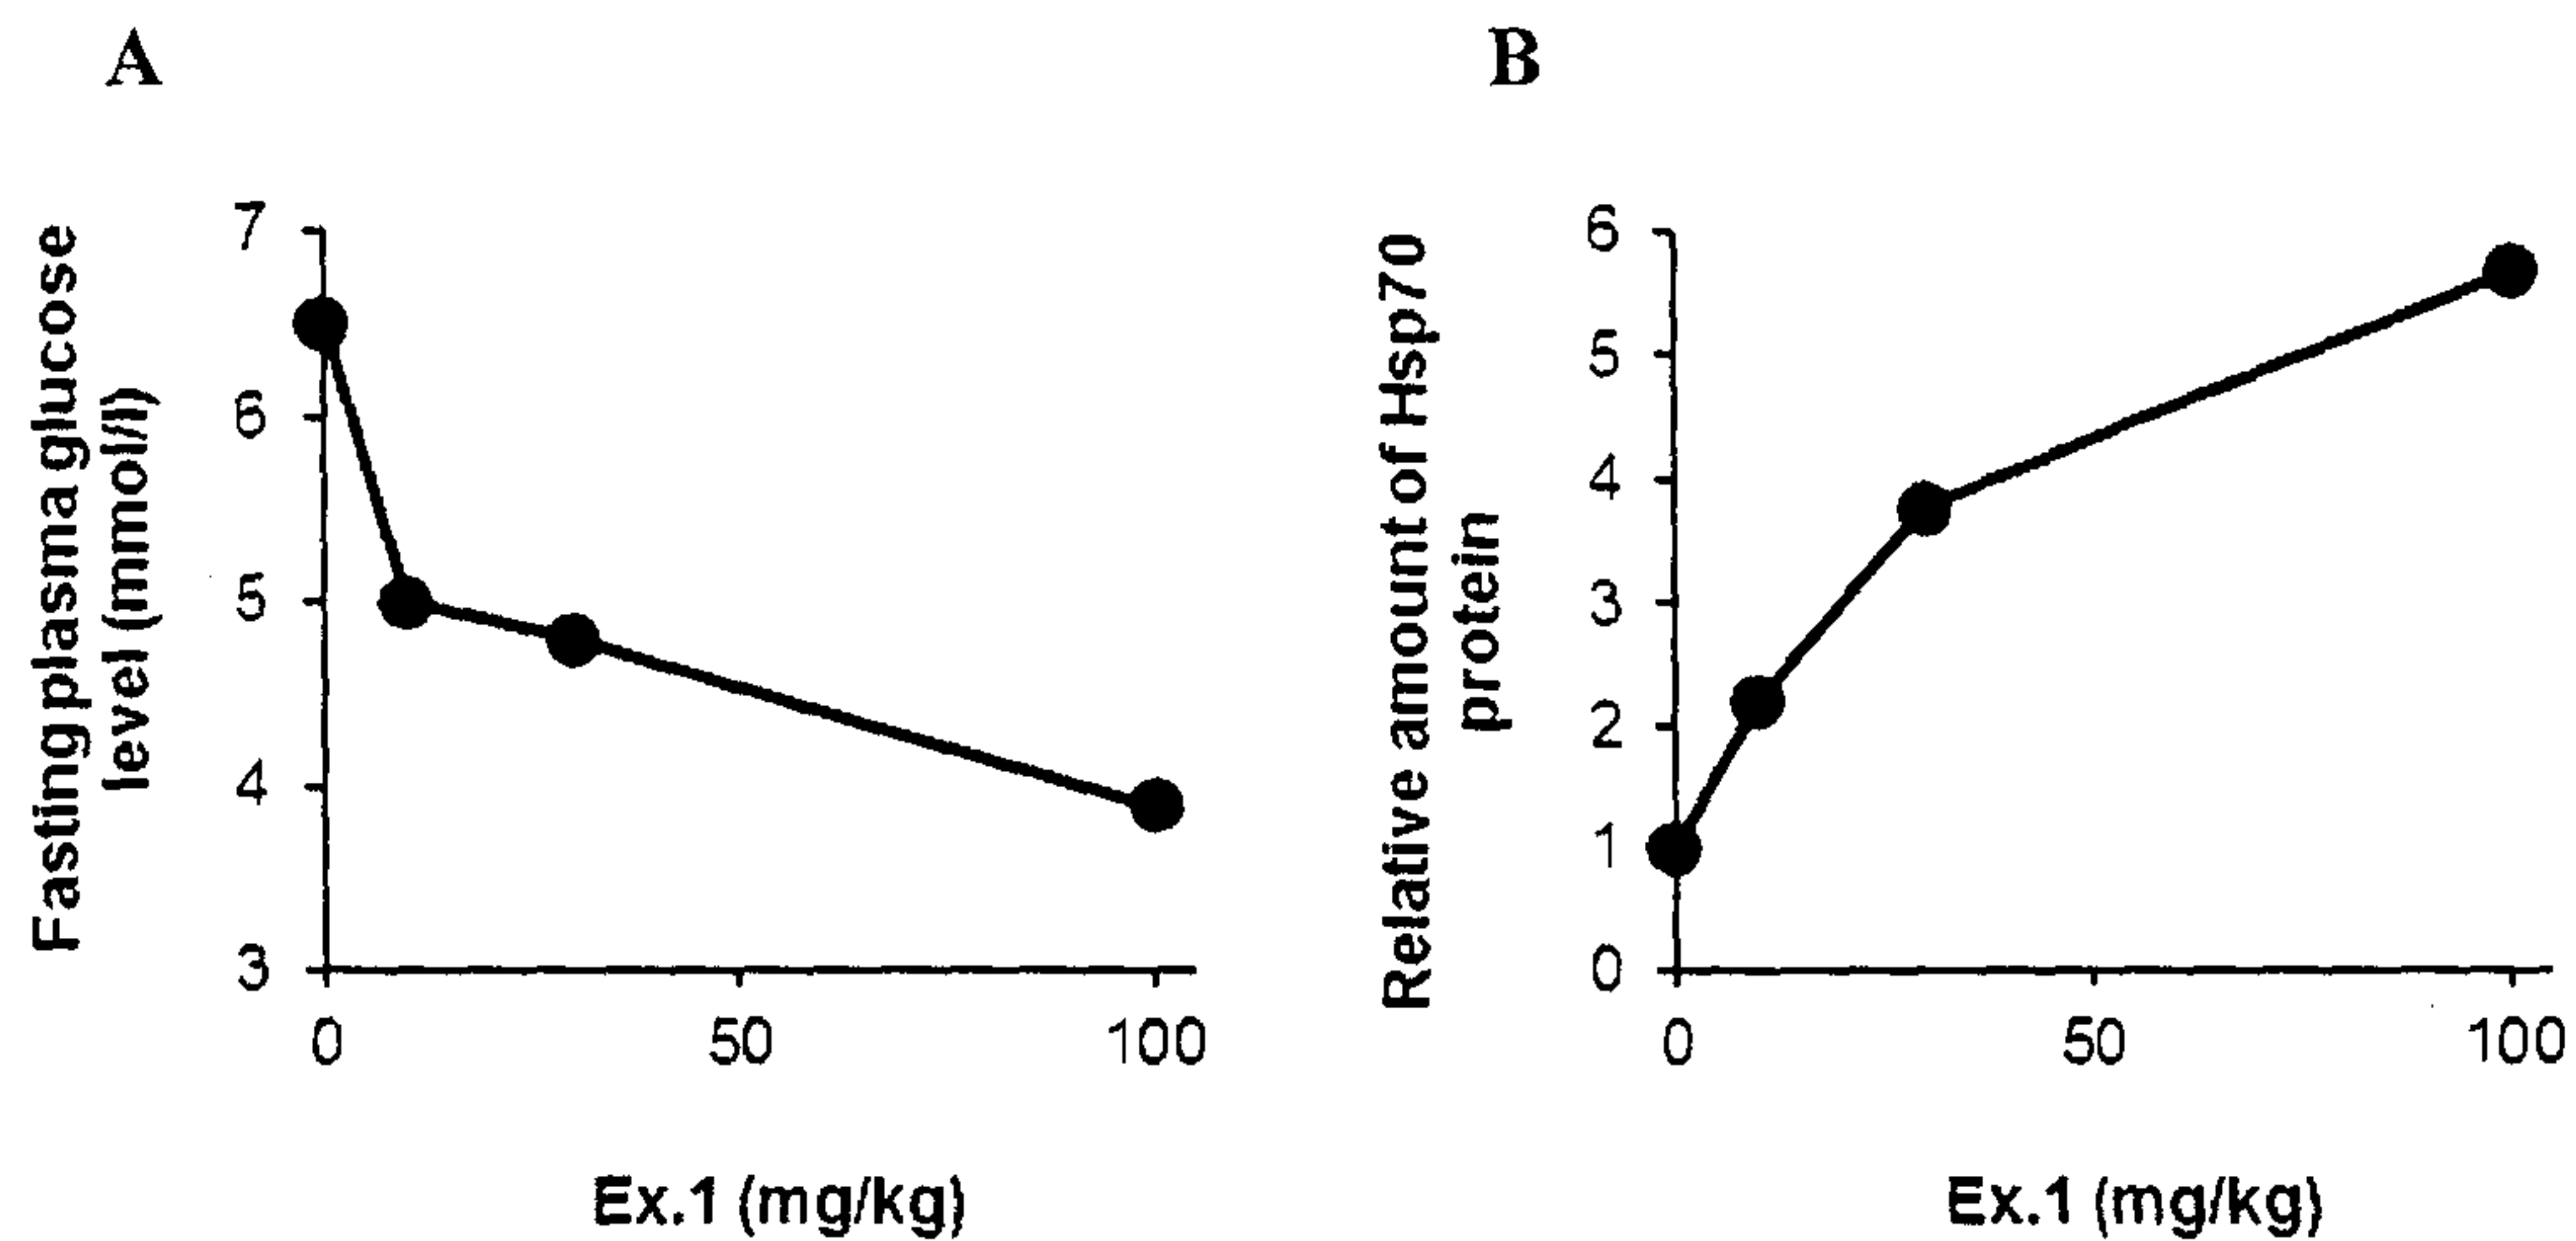 A
B
Fasting plasma glucose
level (mmol/l)
7
6
5
4
3
0
50
100
Ex.1 (mg/kg)
Relative amount of Hsp70
protein
6
5
4
3
2
1
0
0
50
100
Ex.1 (mg/kg)